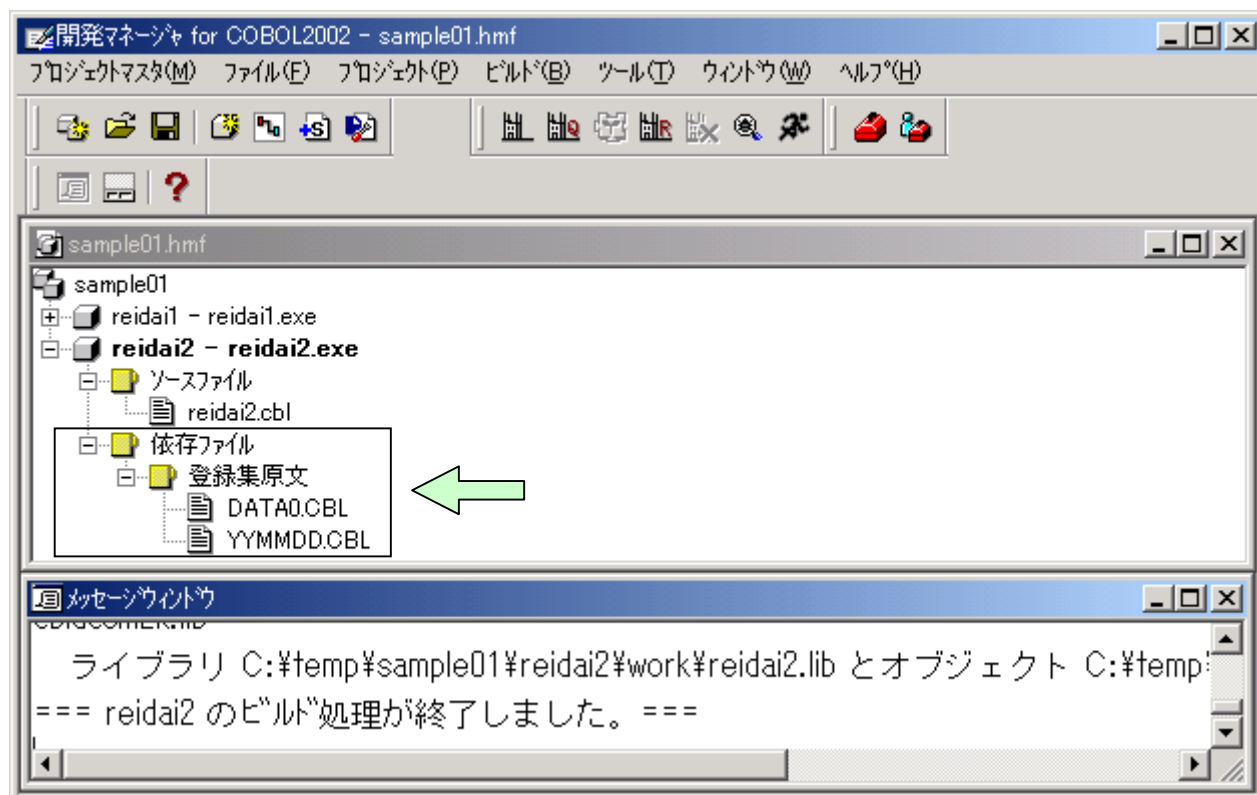 開発マネージャ for COBOL2002 - sample01.hmf
プロジェクトマスタ(M) ファイル(F) プロジェクト(P) ビルド(B) ツール(T) ウィンドウ(W) ヘルプ(H)
sample01.hmf
sample01
reidai1 - reidai1.exe
reidai2 - reidai2.exe
ソースファイル
reidai2.cbl
依存ファイル
登録集原文
DATA0.CBL
YYMMDD.CBL
メッセージウィンドウ
ライブラリ C:¥temp¥sample01¥reidai2¥work¥reidai2.lib とオブジェクト C:¥temp¥
=== reidai2 のビルド処理が終了しました。===